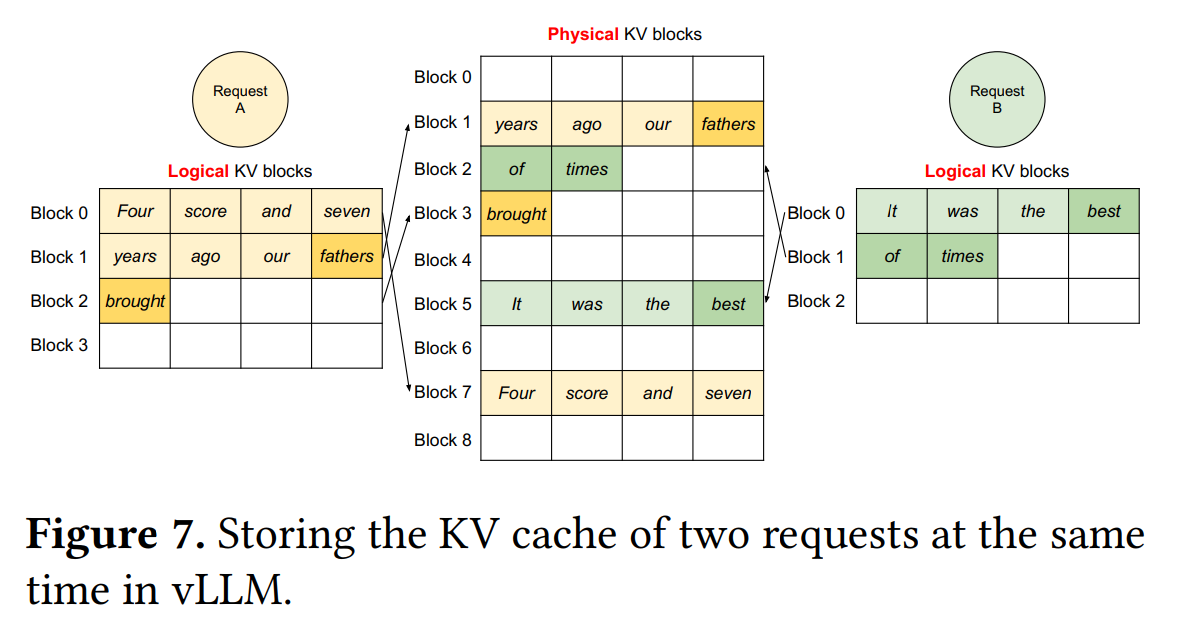 Physical KV blocks
Request
A
Logical KV blocks
Block 0 Four score and seven
Block 1 years ago our fathers
Block 2 brought
Block 3
Block 0
Block 1 years ago our fathers
Block 2 of times
Block 3 brought
Block 4
Block 5 It was the best
Block 6
Block 7 Four score and seven
Block 8
Request
B
Logical KV blocks
Block 0 It was the best
Block 1 of times
Block 2
Figure 7. Storing the KV cache of two requests at the same
time in vLLM.